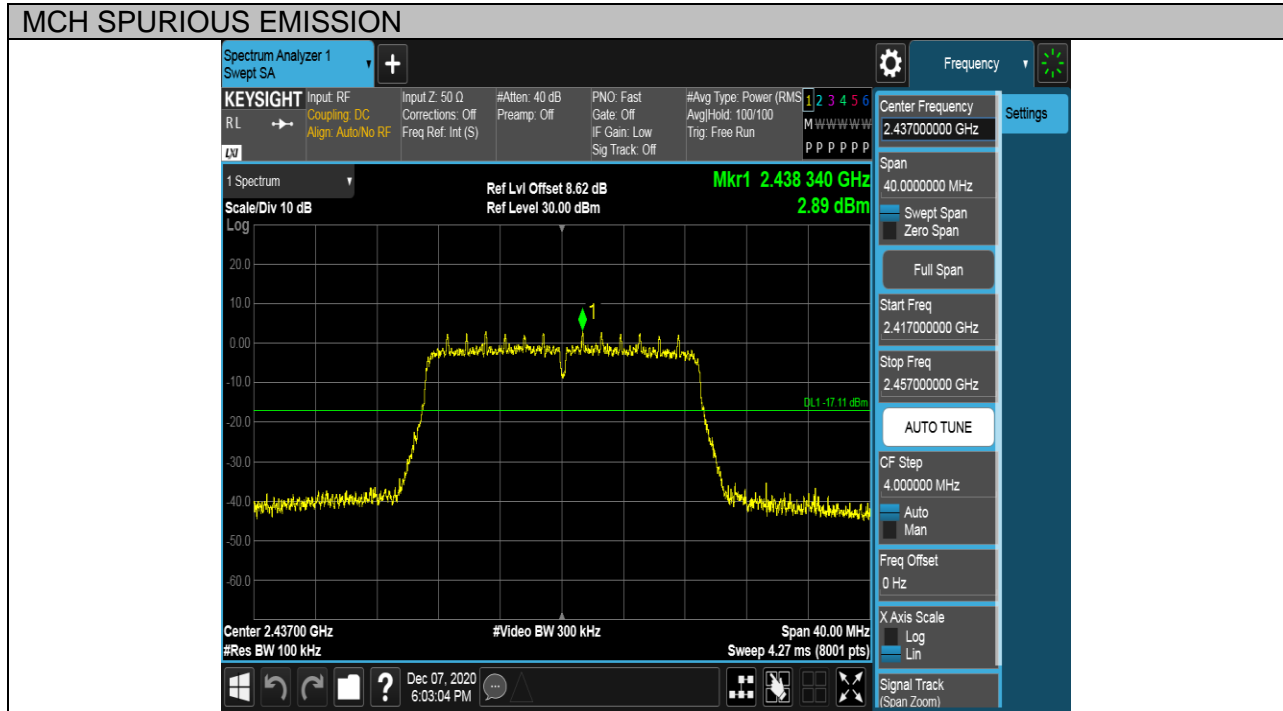 MCH SPURIOUS EMISSION
Spectrum Analyzer 1
Swept SA
+
Frequency
KEYSIGHT
RL
LXI
Input: RF
Coupling: DC
Align: Auto/No RF
Input Z: 50 Ω
Corrections: Off
Freq Ref: Int (S)
#Atten: 40 dB
Preamp: Off
PNO: Fast
Gate: Off
IF Gain: Low
Sig Track: Off
#Avg Type: Power (RMS
Avg|Hold: 100/100
Trig: Free Run
1 2 3 4 5 6
M W W W W W
P P P P P P
1 Spectrum
Scale/Div 10 dB
Ref Lvl Offset 8.62 dB
Ref Level 30.00 dBm
Mkr1 2.438 340 GHz
2.89 dBm
Log
20.0
10.0
0.00
-10.0
-20.0
-30.0
-40.0
-50.0
-60.0
1
DL1 -17.11 dBm
Center 2.43700 GHz
#Res BW 100 kHz
#Video BW 300 kHz
Span 40.00 MHz
Sweep 4.27 ms (8001 pts)
?
Dec 07, 2020
6:03:04 PM
Center Frequency
2.437000000 GHz
Settings
Span
40.0000000 MHz
Swept Span
Zero Span
Full Span
Start Freq
2.417000000 GHz
Stop Freq
2.457000000 GHz
AUTO TUNE
CF Step
4.000000 MHz
Auto
Man
Freq Offset
0 Hz
X Axis Scale
Log
Lin
Signal Track
(Span Zoom)